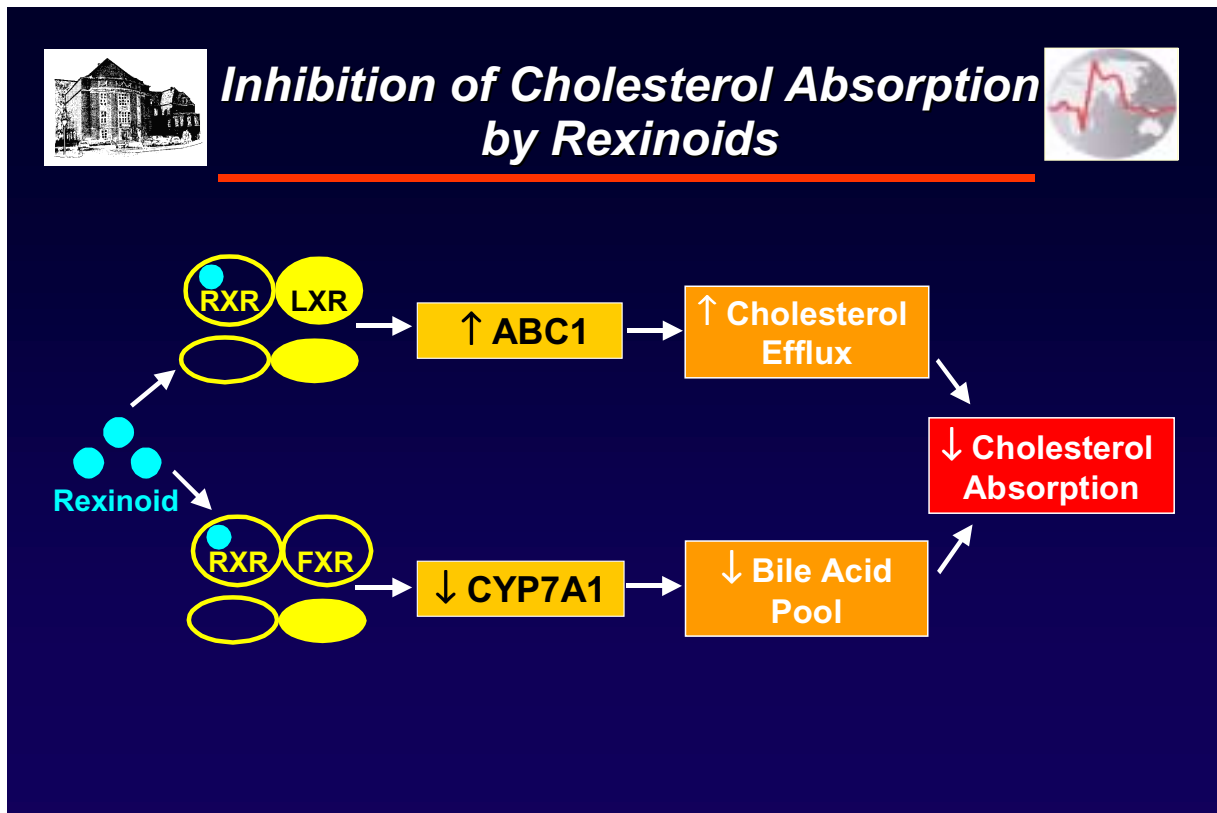 Inhibition of Cholesterol Absorption
by Rexinoids
RXR LXR
↑ ABC1
↑ Cholesterol
Efflux
↓ Cholesterol
Absorption
Rexinoid
RXR FXR
↓ CYP7A1
↓ Bile Acid
Pool